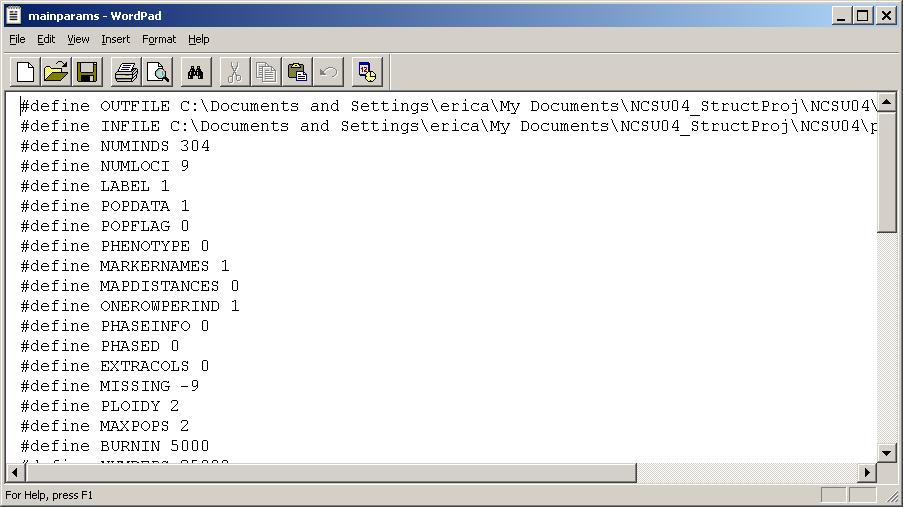 mainparams - WordPad
File Edit View Insert Format Help
#define OUTFILE C:\Documents and Settings\erica\My Documents\NCSU04_StructProj\NCSU04\
#define INFILE C:\Documents and Settings\erica\My Documents\NCSU04_StructProj\NCSU04\p
#define NUMINDS 304
#define NUMLOCI 9
#define LABEL 1
#define POPDATA 1
#define POPFLAG 0
#define PHENOTYPE 0
#define MARKERNAMES 1
#define MAPDISTANCES 0
#define ONEROWPERIND 1
#define PHASEINFO 0
#define PHASED 0
#define EXTRACOLS 0
#define MISSING -9
#define PLOIDY 2
#define MAXPOPS 2
#define BURNIN 5000
#define
For Help, press F1